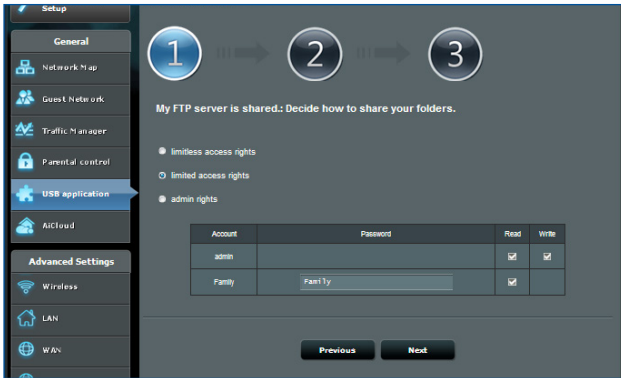 Setup
General
Network Map
Guest Network
Traffic Manager
Parental control
USB application
AiCloud
Advanced Settings
Wireless
LAN
WAN
1 2 3
My FTP server is shared.: Decide how to share your folders.
limitless access rights
limited access rights
admin rights
Account Password Read Write
admin
Family Family
Previous Next